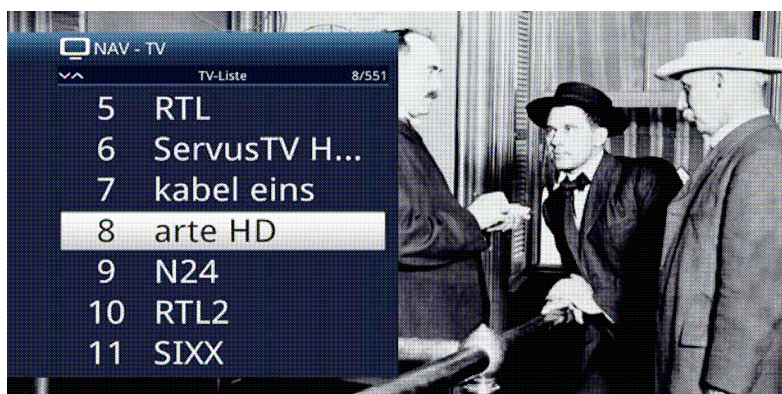 NAV - TV
TV-Liste 8/551
5 RTL
6 ServusTV H...
7 kabel eins
8 arte HD
9 N24
10 RTL2
11 SIXX